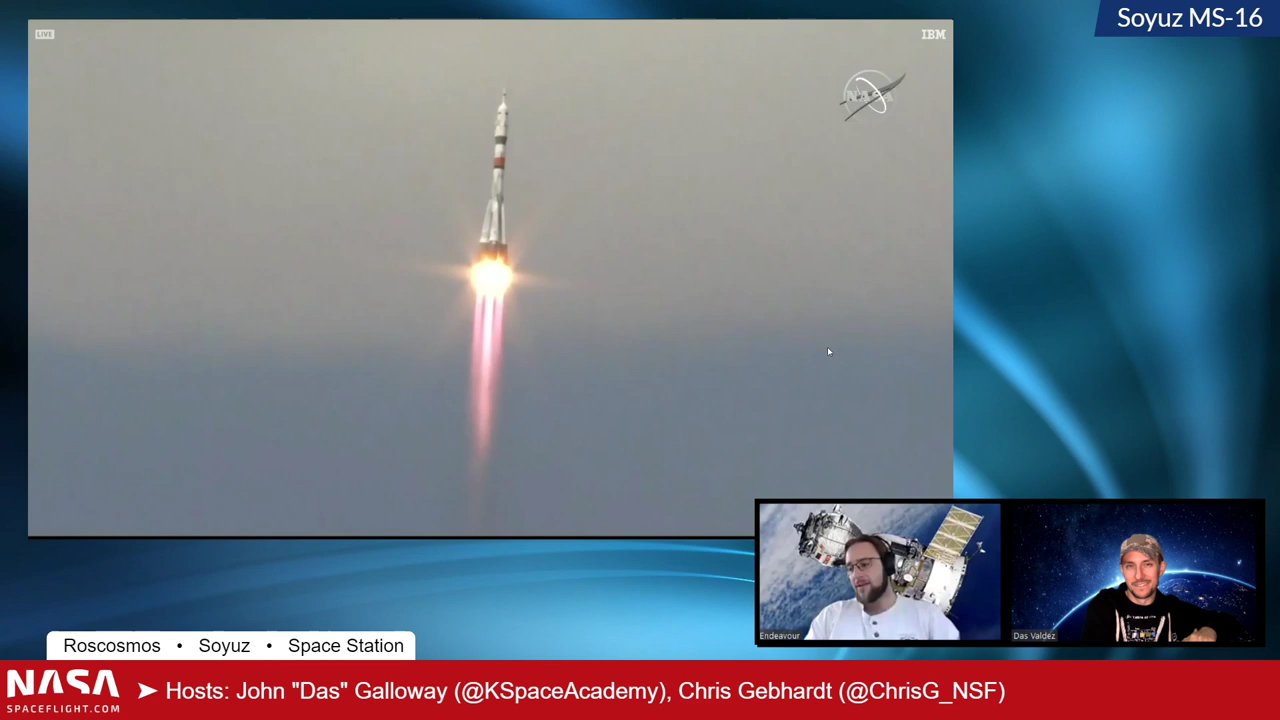 Soyuz MS-16
LIVE
IBM
NASA
Endeavour
Das Valdez
Roscosmos • Soyuz • Space Station
NASA
SPACEFLIGHT.COM
➤ Hosts: John "Das" Galloway (@KSpaceAcademy), Chris Gebhardt (@ChrisG_NSF)